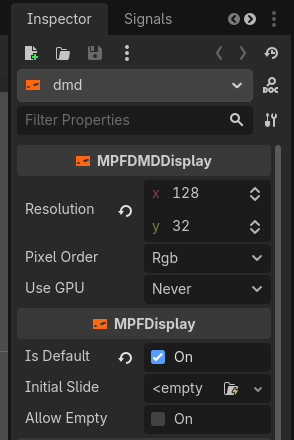 Inspector Signals
dmd
DOC
Filter Properties
MPFDMDDisplay
Resolution x 128
y 32
Pixel Order Rgb
Use GPU Never
MPFDisplay
Is Default On
Initial Slide <empty
Allow Empty On